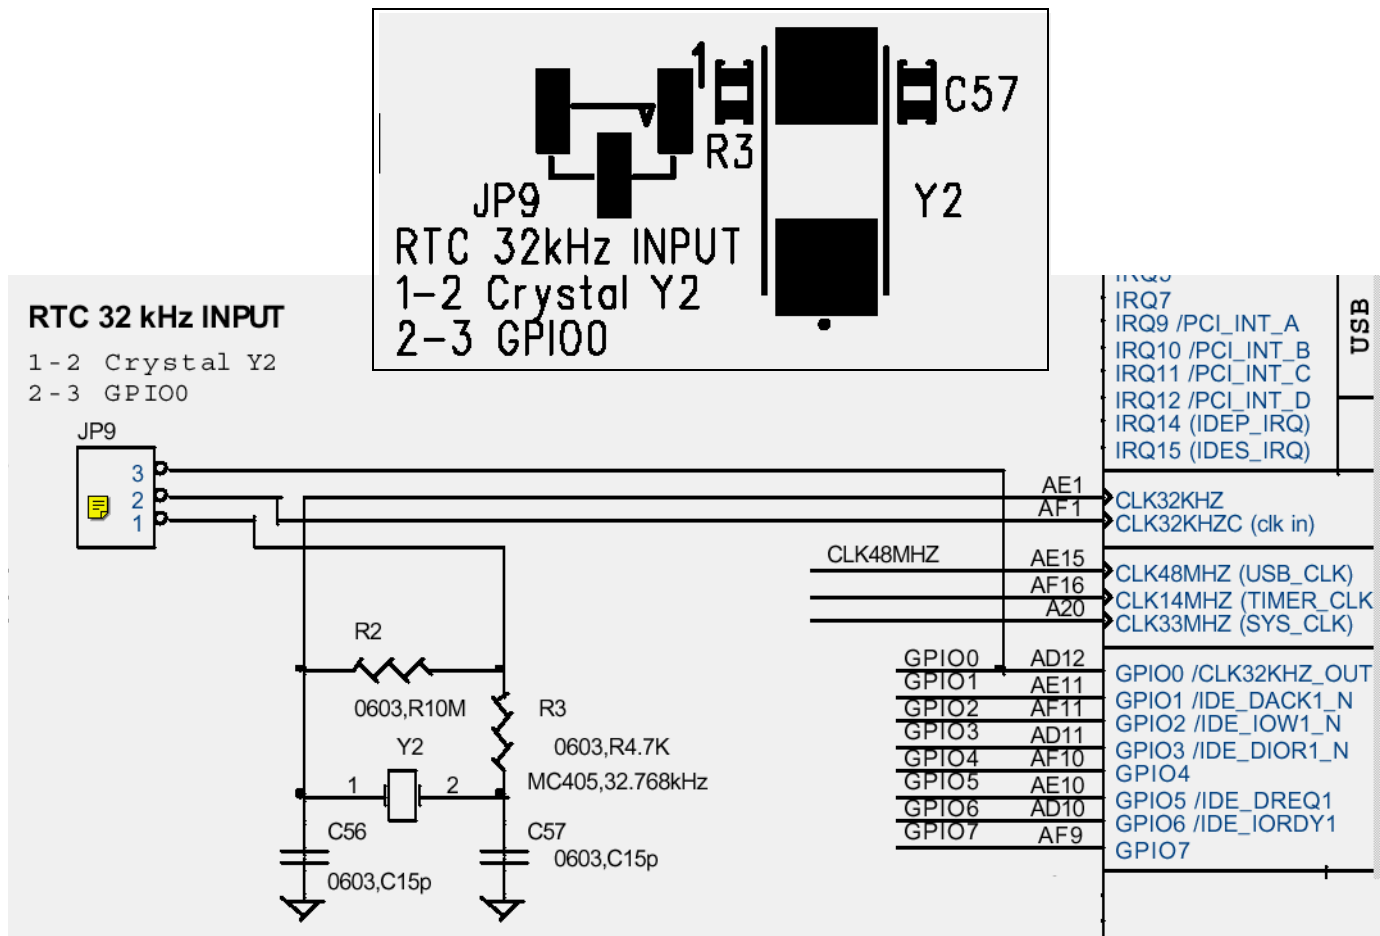 1
C57
R3
Y2
JP9
RTC 32kHz INPUT
1-2 Crystal Y2
2-3 GPIO0
RTC 32 kHz INPUT
1-2 Crystal Y2
2-3 GPIO0
JP9
3
2
1
IRQ7
IRQ9 /PCI_INT_A
IRQ10 /PCI_INT_B
IRQ11 /PCI_INT_C
IRQ12 /PCI_INT_D
IRQ14 (IDEP_IRQ)
IRQ15 (IDES_IRQ)
USB
AE1
CLK32KHZ
AF1
CLK32KHZC (clk in)
CLK48MHZ
AE15
CLK48MHZ (USB_CLK)
AF16
CLK14MHZ (TIMER_CLK
A20
CLK33MHZ (SYS_CLK)
R2
0603,R10M
R3
0603,R4.7K
Y2
MC405,32.768kHz
1
2
C56
0603,C15p
C57
0603,C15p
GPIO0
AD12
GPIO0 /CLK32KHZ_OUT
GPIO1
AE11
GPIO1 /IDE_DACK1_N
GPIO2
AF11
GPIO2 /IDE_IOW1_N
GPIO3
AD11
GPIO3 /IDE_DIOR1_N
GPIO4
AF10
GPIO4
GPIO5
AE10
GPIO5 /IDE_DREQ1
GPIO6
AD10
GPIO6 /IDE_IORDY1
GPIO7
AF9
GPIO7